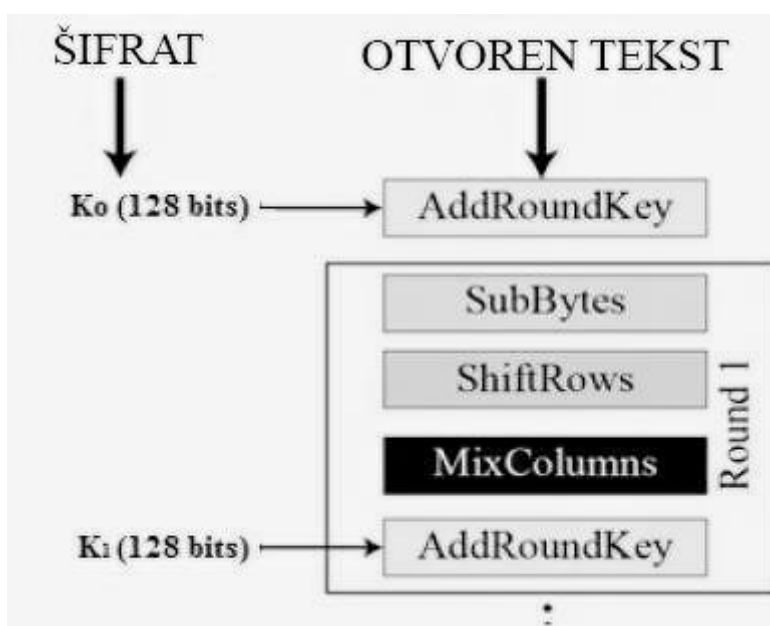 ŠIFRAT
OTVOREN TEKST
K₀ (128 bits)
AddRoundKey
SubBytes
ShiftRows
MixColumns
Round 1
K₁ (128 bits)
AddRoundKey